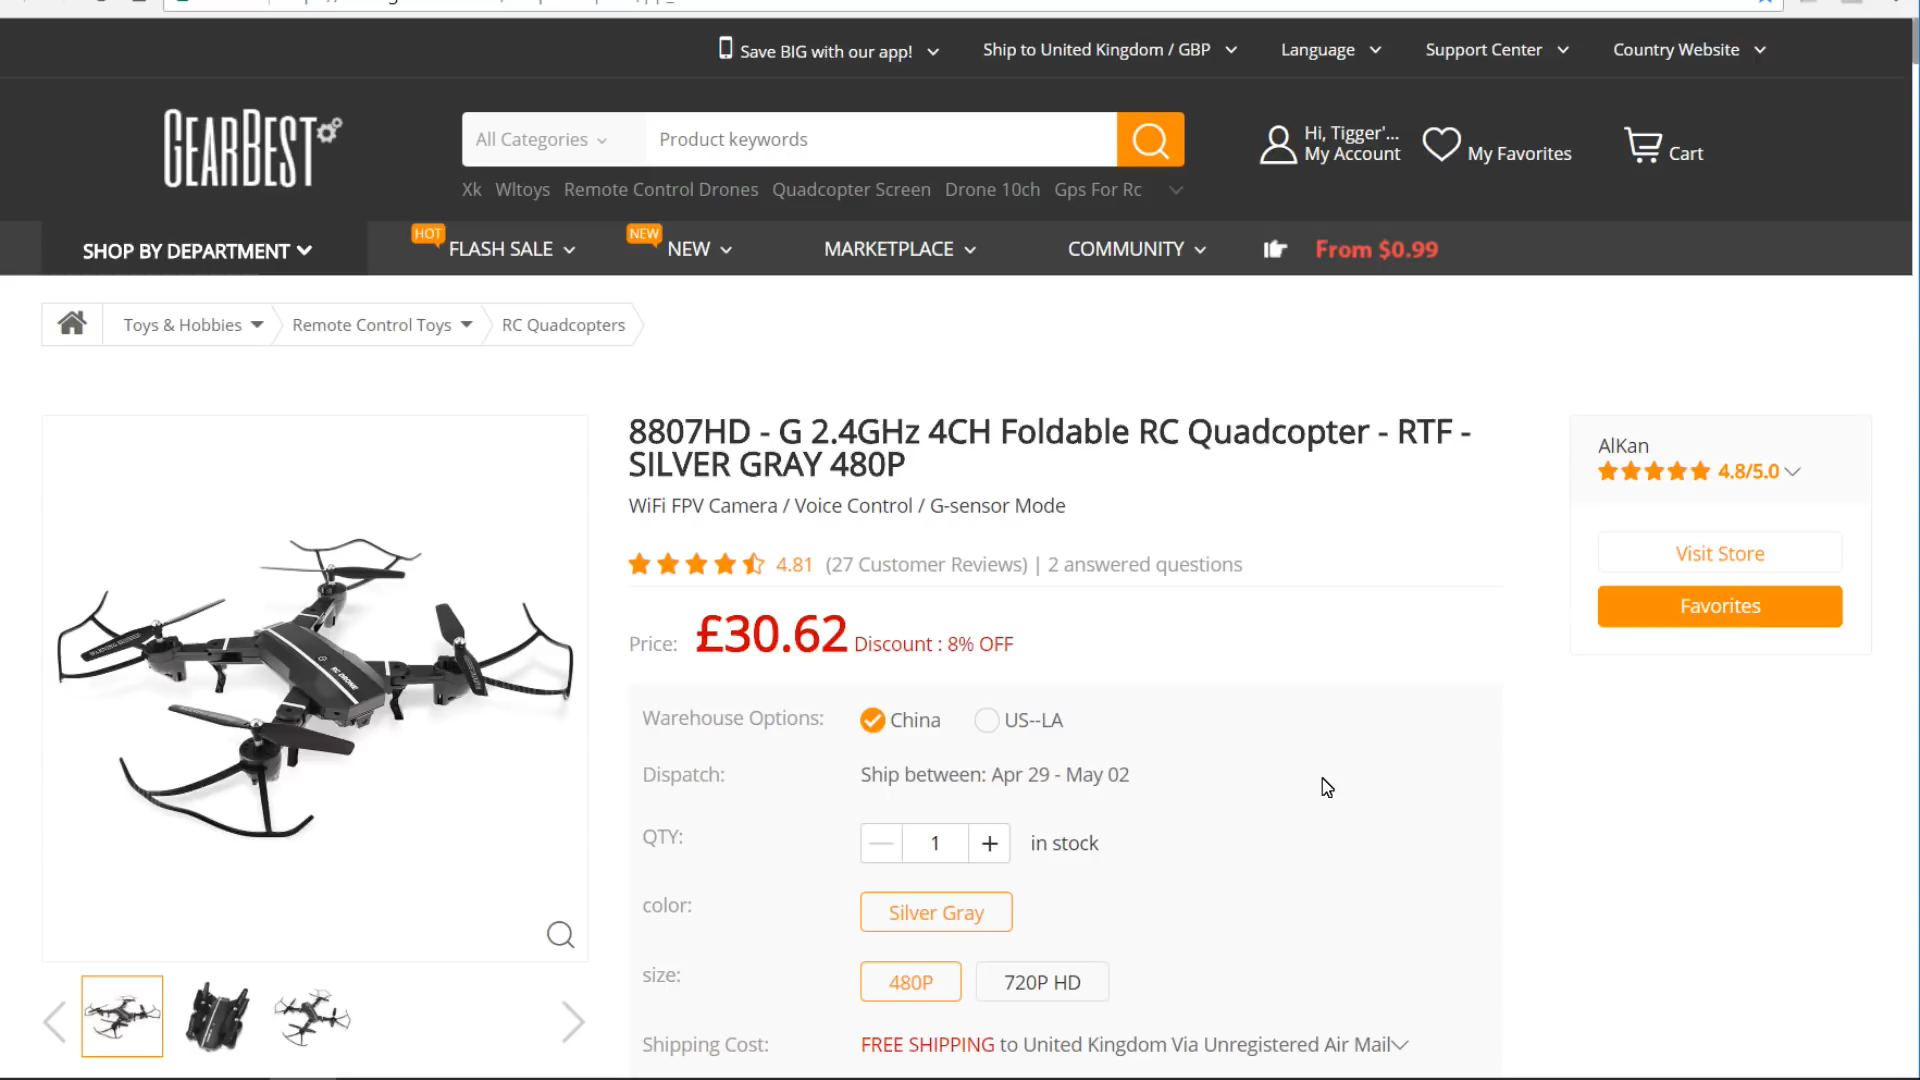 Save BIG with our app!
Ship to United Kingdom / GBP
Language
Support Center
Country Website
GEARBEST
All Categories
Product keywords
Hi, Tigger'...
My Account
My Favorites
Cart
Xk Wltoys Remote Control Drones Quadcopter Screen Drone 10ch Gps For Rc
SHOP BY DEPARTMENT
HOT
FLASH SALE
NEW
NEW
MARKETPLACE
COMMUNITY
From $0.99
Toys & Hobbies
Remote Control Toys
RC Quadcopters
8807HD - G 2.4GHz 4CH Foldable RC Quadcopter - RTF -
SILVER GRAY 480P
WiFi FPV Camera / Voice Control / G-sensor Mode
4.81 (27 Customer Reviews) | 2 answered questions
Price: £30.62 Discount : 8% OFF
Warehouse Options: China US--LA
Dispatch: Ship between: Apr 29 - May 02
QTY: 1 in stock
color: Silver Gray
size: 480P 720P HD
Shipping Cost: FREE SHIPPING to United Kingdom Via Unregistered Air Mail
AlKan
4.8/5.0
Visit Store
Favorites
RC DRONE